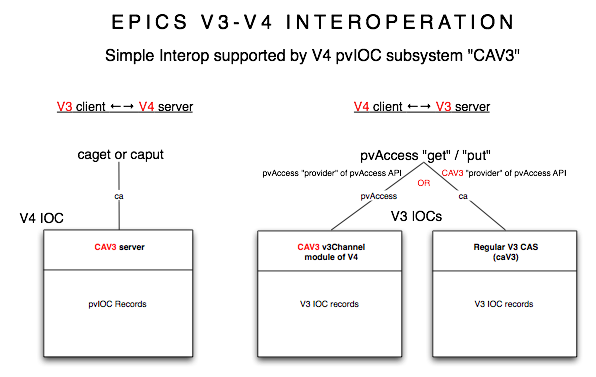 EPICS V3-V4 INTEROPERATION
Simple Interop supported by V4 pvIOC subsystem "CAV3"
V3 client ←→ V4 server
caget or caput
ca
V4 IOC
CAV3 server
pvIOC Records
V4 client ←→ V3 server
pvAccess "get" / "put"
pvAccess "provider" of pvAccess API
OR
CAV3 "provider" of pvAccess API
pvAccess
ca
V3 IOCs
CAV3 v3Channel
module of V4
V3 IOC records
Regular V3 CAS
(caV3)
V3 IOC records